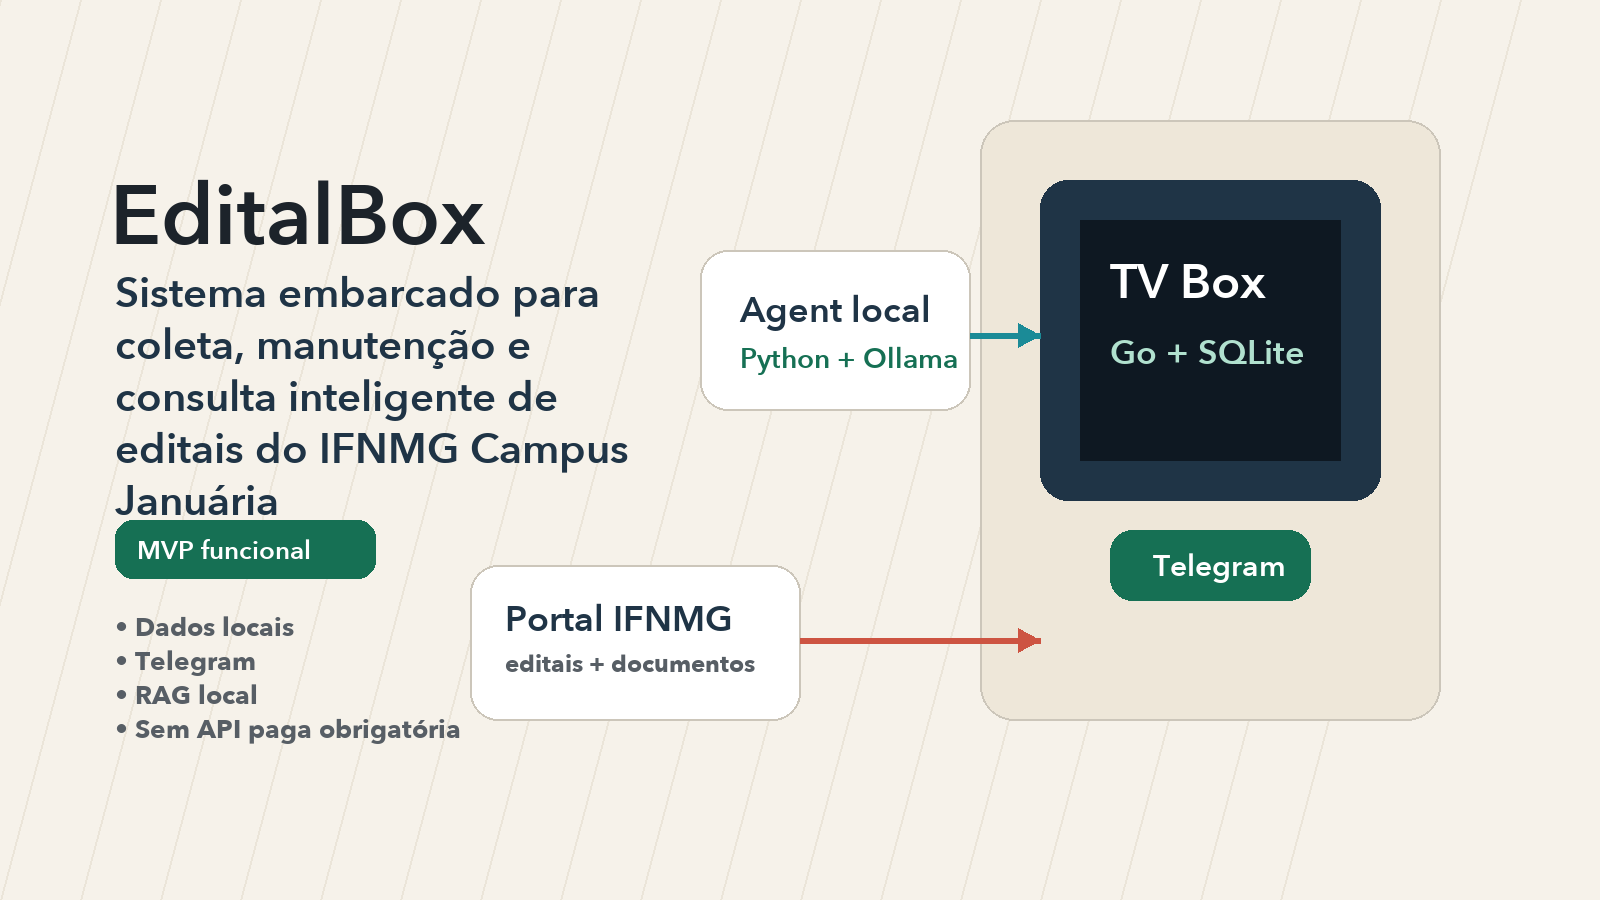 EditalBox
Sistema embarcado para
coleta, manutenção e
consulta inteligente de
editais do IFNMG Campus
Januária
MVP funcional
• Dados locais
• Telegram
• RAG local
• Sem API paga obrigatória
Agent local
Python + Ollama
Portal IFNMG
editais + documentos
TV Box
Go + SQLite
Telegram